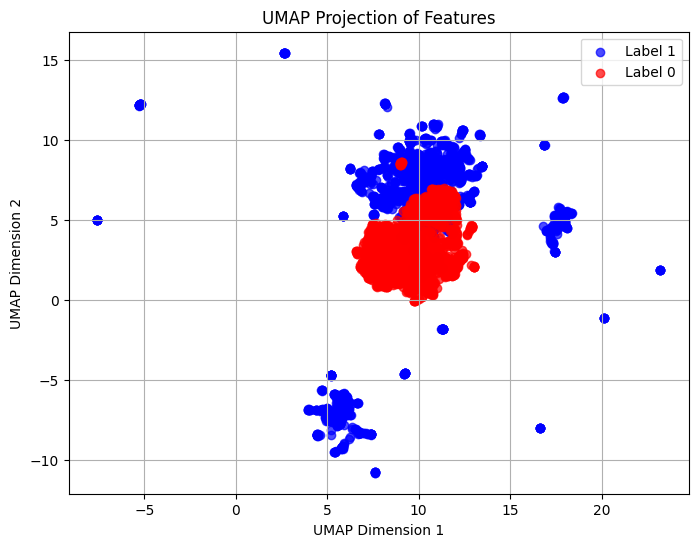 UMAP Projection of Features
Label 1
Label 0
15
10
5
0
−5
−10
UMAP Dimension 2
−5
0
5
10
15
20
UMAP Dimension 1